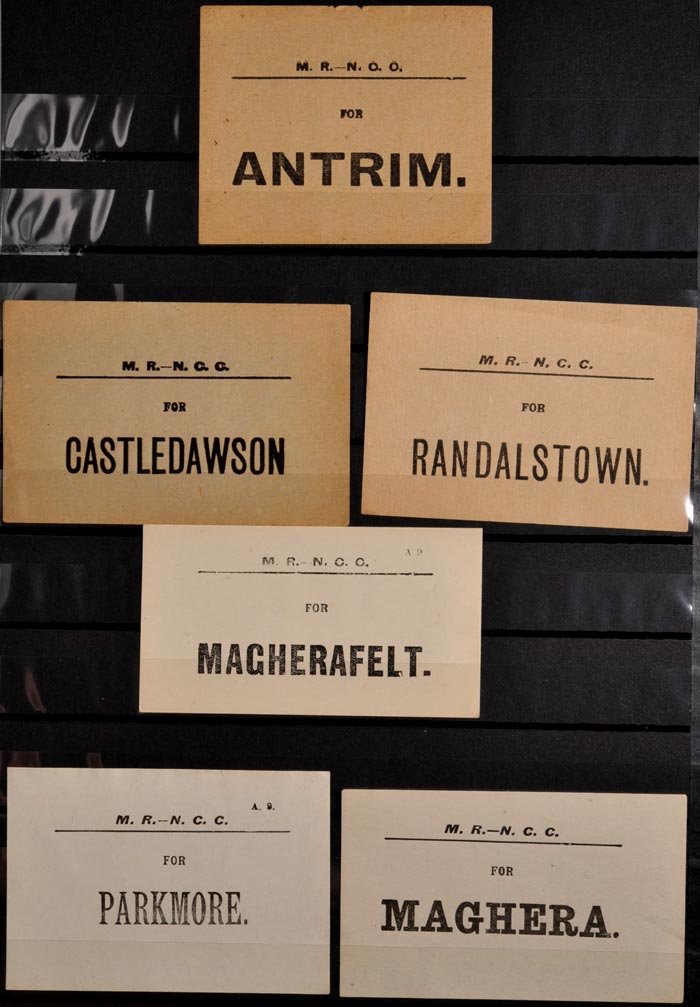 M. R.—N. C. C.
FOR
ANTRIM.
M. R.—N. C. C.
FOR
CASTLEDAWSON
M. R.- N. C. C.
FOR
RANDALSTOWN.
A 9
M. R.- N. C. C.
FOR
MAGHERAFELT.
A. 9.
M. R.—N. C. C.
FOR
PARKMORE.
M. R.—N. C. C.
FOR
MAGHERA.